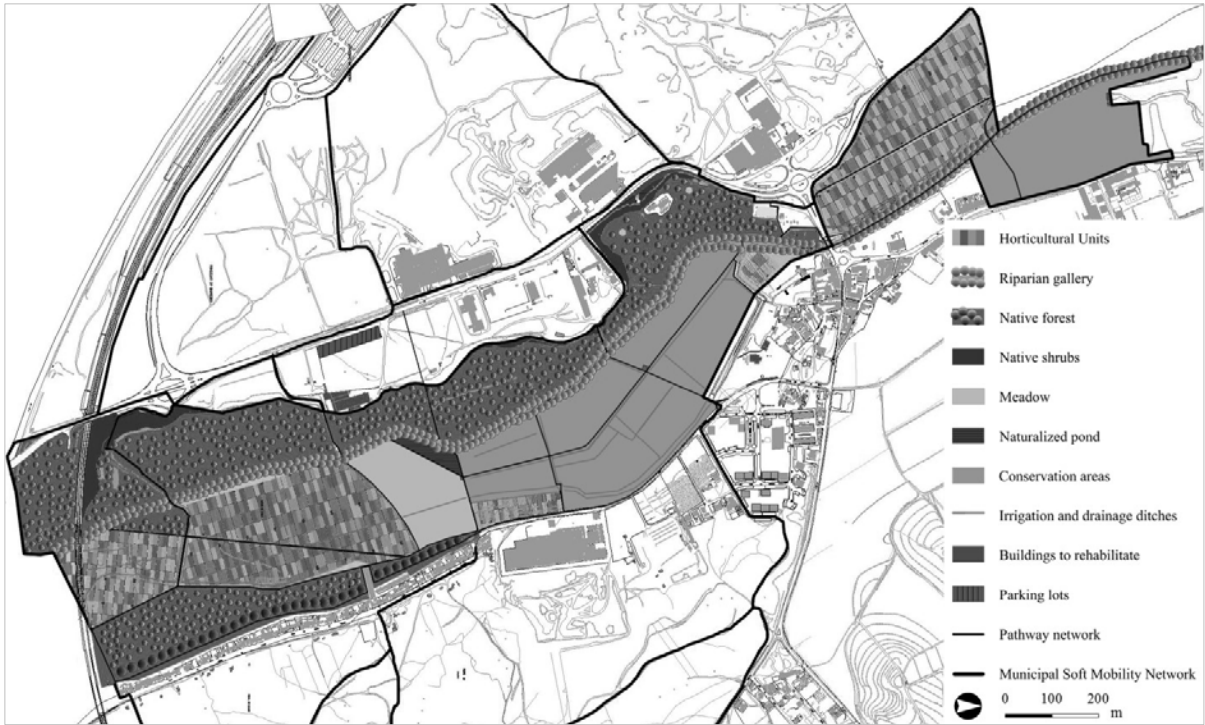 Horticultural Units
Riparian gallery
Native forest
Native shrubs
Meadow
Naturalized pond
Conservation areas
Irrigation and drainage ditches
Buildings to rehabilitate
Parking lots
Pathway network
Municipal Soft Mobility Network
0 100 200
m